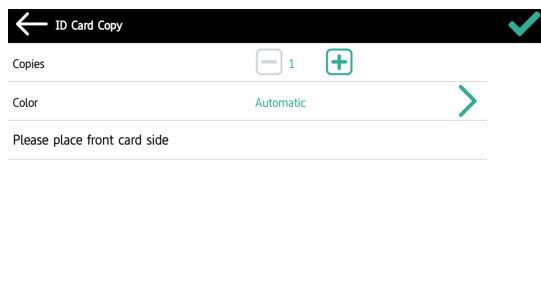 ID Card Copy
Copies 1
Color Automatic
Please place front card side